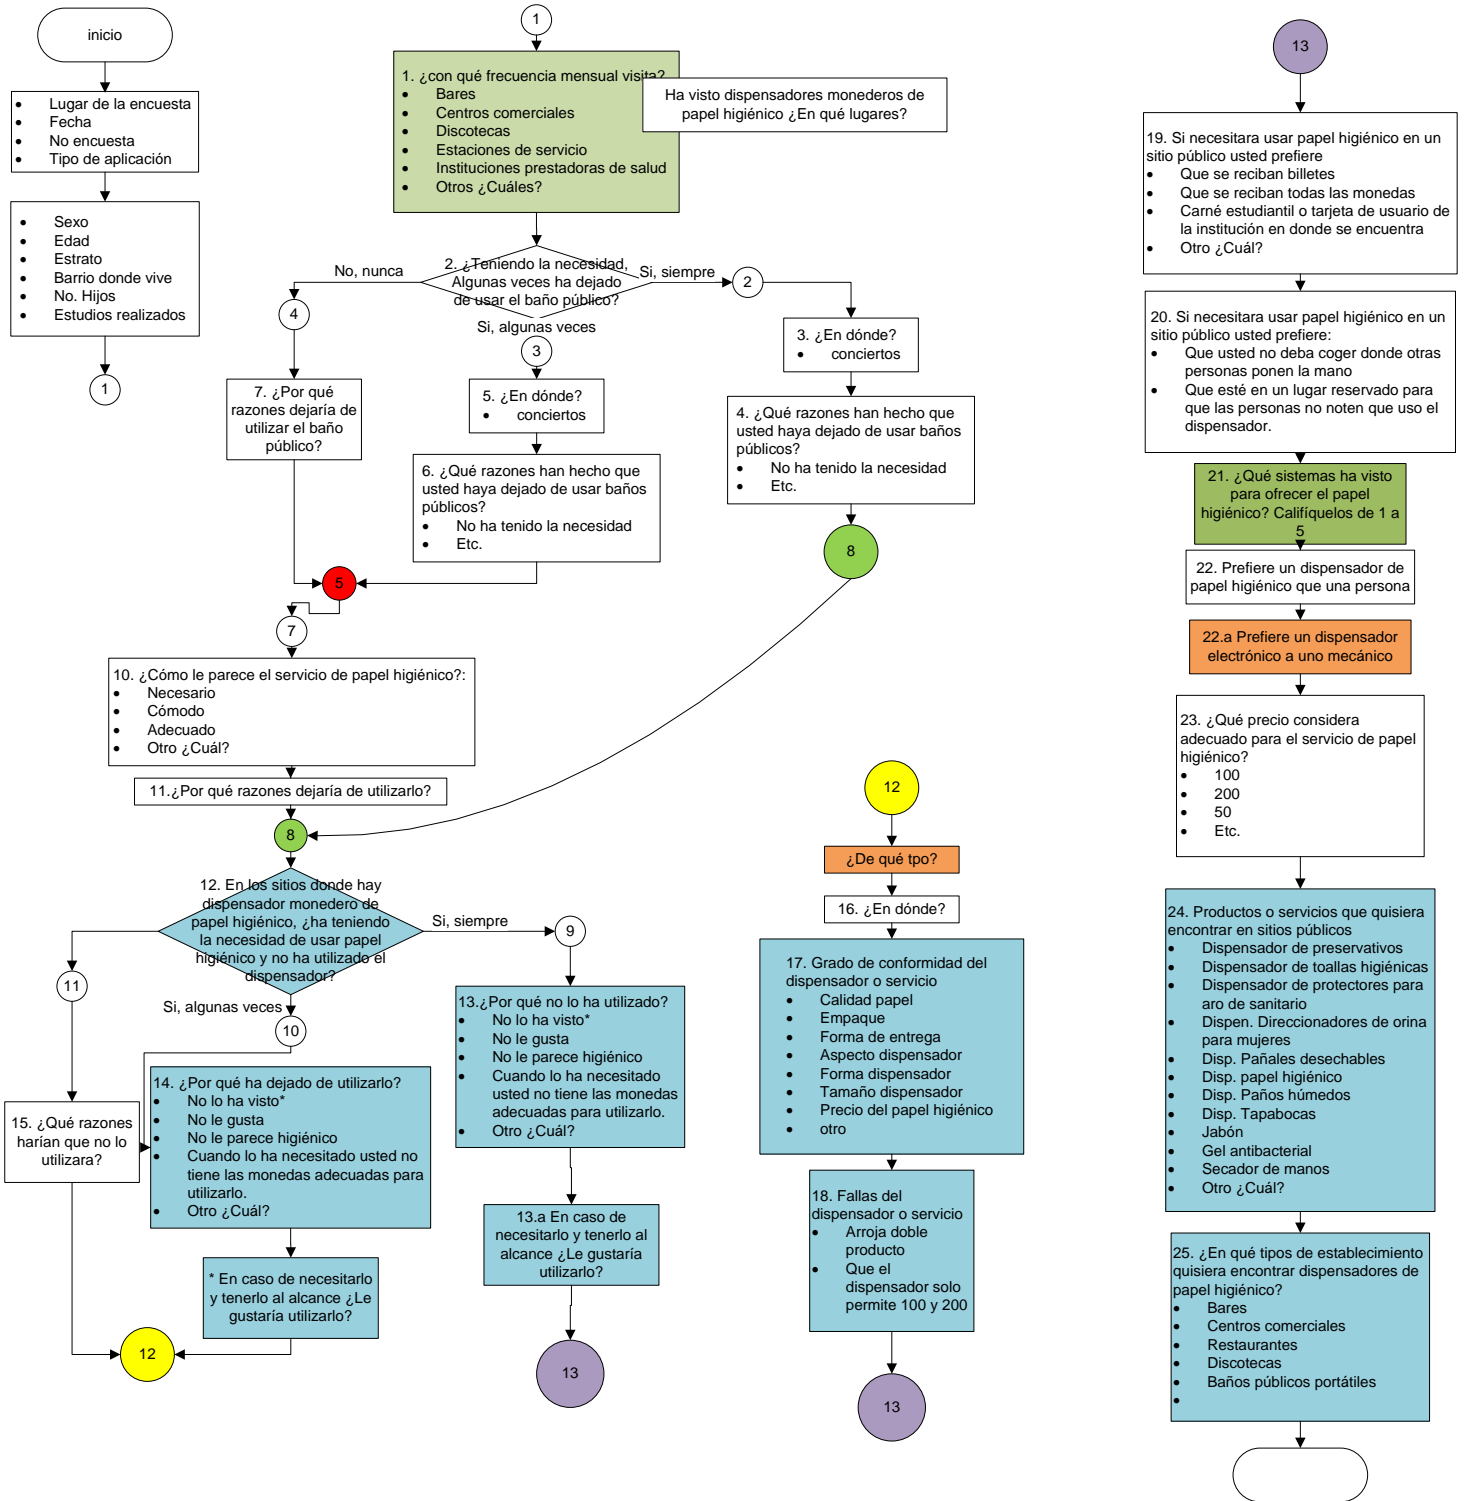 inicio
• Lugar de la encuesta
• Fecha
• No encuesta
• Tipo de aplicación
• Sexo
• Edad
• Estrato
• Barrio donde vive
• No. Hijos
• Estudios realizados
1
1
1. ¿con qué frecuencia mensual visita?
• Bares
• Centros comerciales
• Discotecas
• Estaciones de servicio
• Instituciones prestadoras de salud
• Otros ¿Cuáles?
Ha visto dispensadores monederos de
papel higiénico ¿En qué lugares?
2. ¿Teniendo la necesidad,
Algunas veces ha dejado
de usar el baño público?
No, nunca
Si, siempre
Si, algunas veces
4
2
3
3. ¿En dónde?
• conciertos
4. ¿Qué razones han hecho que
usted haya dejado de usar baños
públicos?
• No ha tenido la necesidad
• Etc.
8
5. ¿En dónde?
• conciertos
6. ¿Qué razones han hecho que
usted haya dejado de usar baños
públicos?
• No ha tenido la necesidad
• Etc.
7. ¿Por qué
razones dejaría de
utilizar el baño
público?
5
7
10. ¿Cómo le parece el servicio de papel higiénico?:
• Necesario
• Cómodo
• Adecuado
• Otro ¿Cuál?
11.¿Por qué razones dejaría de utilizarlo?
8
12. En los sitios donde hay
dispensador monedero de
papel higiénico, ¿ha teniendo
la necesidad de usar papel
higiénico y no ha utilizado el
dispensador?
Si, siempre
9
11
Si, algunas veces
10
13.¿Por qué no lo ha utilizado?
• No lo ha visto*
• No le gusta
• No le parece higiénico
• Cuando lo ha necesitado
usted no tiene las monedas
adecuadas para utilizarlo.
• Otro ¿Cuál?
13.a En caso de
necesitarlo y tenerlo al
alcance ¿Le gustaría
utilizarlo?
13
14. ¿Por qué ha dejado de utilizarlo?
• No lo ha visto*
• No le gusta
• No le parece higiénico
• Cuando lo ha necesitado usted no
tiene las monedas adecuadas para
utilizarlo.
• Otro ¿Cuál?
* En caso de necesitarlo
y tenerlo al alcance ¿Le
gustaría utilizarlo?
15. ¿Qué razones
harían que no lo
utilizara?
12
12
¿De qué tpo?
16. ¿En dónde?
17. Grado de conformidad del
dispensador o servicio
• Calidad papel
• Empaque
• Forma de entrega
• Aspecto dispensador
• Forma dispensador
• Tamaño dispensador
• Precio del papel higiénico
• otro
18. Fallas del
dispensador o servicio
• Arroja doble
producto
• Que el
dispensador solo
permite 100 y 200
13
13
19. Si necesitara usar papel higiénico en un
sitio público usted prefiere
• Que se reciban billetes
• Que se reciban todas las monedas
• Carné estudiantil o tarjeta de usuario de
la institución en donde se encuentra
• Otro ¿Cuál?
20. Si necesitara usar papel higiénico en un
sitio público usted prefiere:
• Que usted no deba coger donde otras
personas ponen la mano
• Que esté en un lugar reservado para
que las personas no noten que uso el
dispensador.
21. ¿Qué sistemas ha visto
para ofrecer el papel
higiénico? Califíquelos de 1 a
5
22. Prefiere un dispensador de
papel higiénico que una persona
22.a Prefiere un dispensador
electrónico a uno mecánico
23. ¿Qué precio considera
adecuado para el servicio de papel
higiénico?
• 100
• 200
• 50
• Etc.
24. Productos o servicios que quisiera
encontrar en sitios públicos
• Dispensador de preservativos
• Dispensador de toallas higiénicas
• Dispensador de protectores para
aro de sanitario
• Dispen. Direccionadores de orina
para mujeres
• Disp. Pañales desechables
• Disp. papel higiénico
• Disp. Paños húmedos
• Disp. Tapabocas
• Jabón
• Gel antibacterial
• Secador de manos
• Otro ¿Cuál?
25. ¿En qué tipos de establecimiento
quisiera encontrar dispensadores de
papel higiénico?
• Bares
• Centros comerciales
• Restaurantes
• Discotecas
• Baños públicos portátiles
•